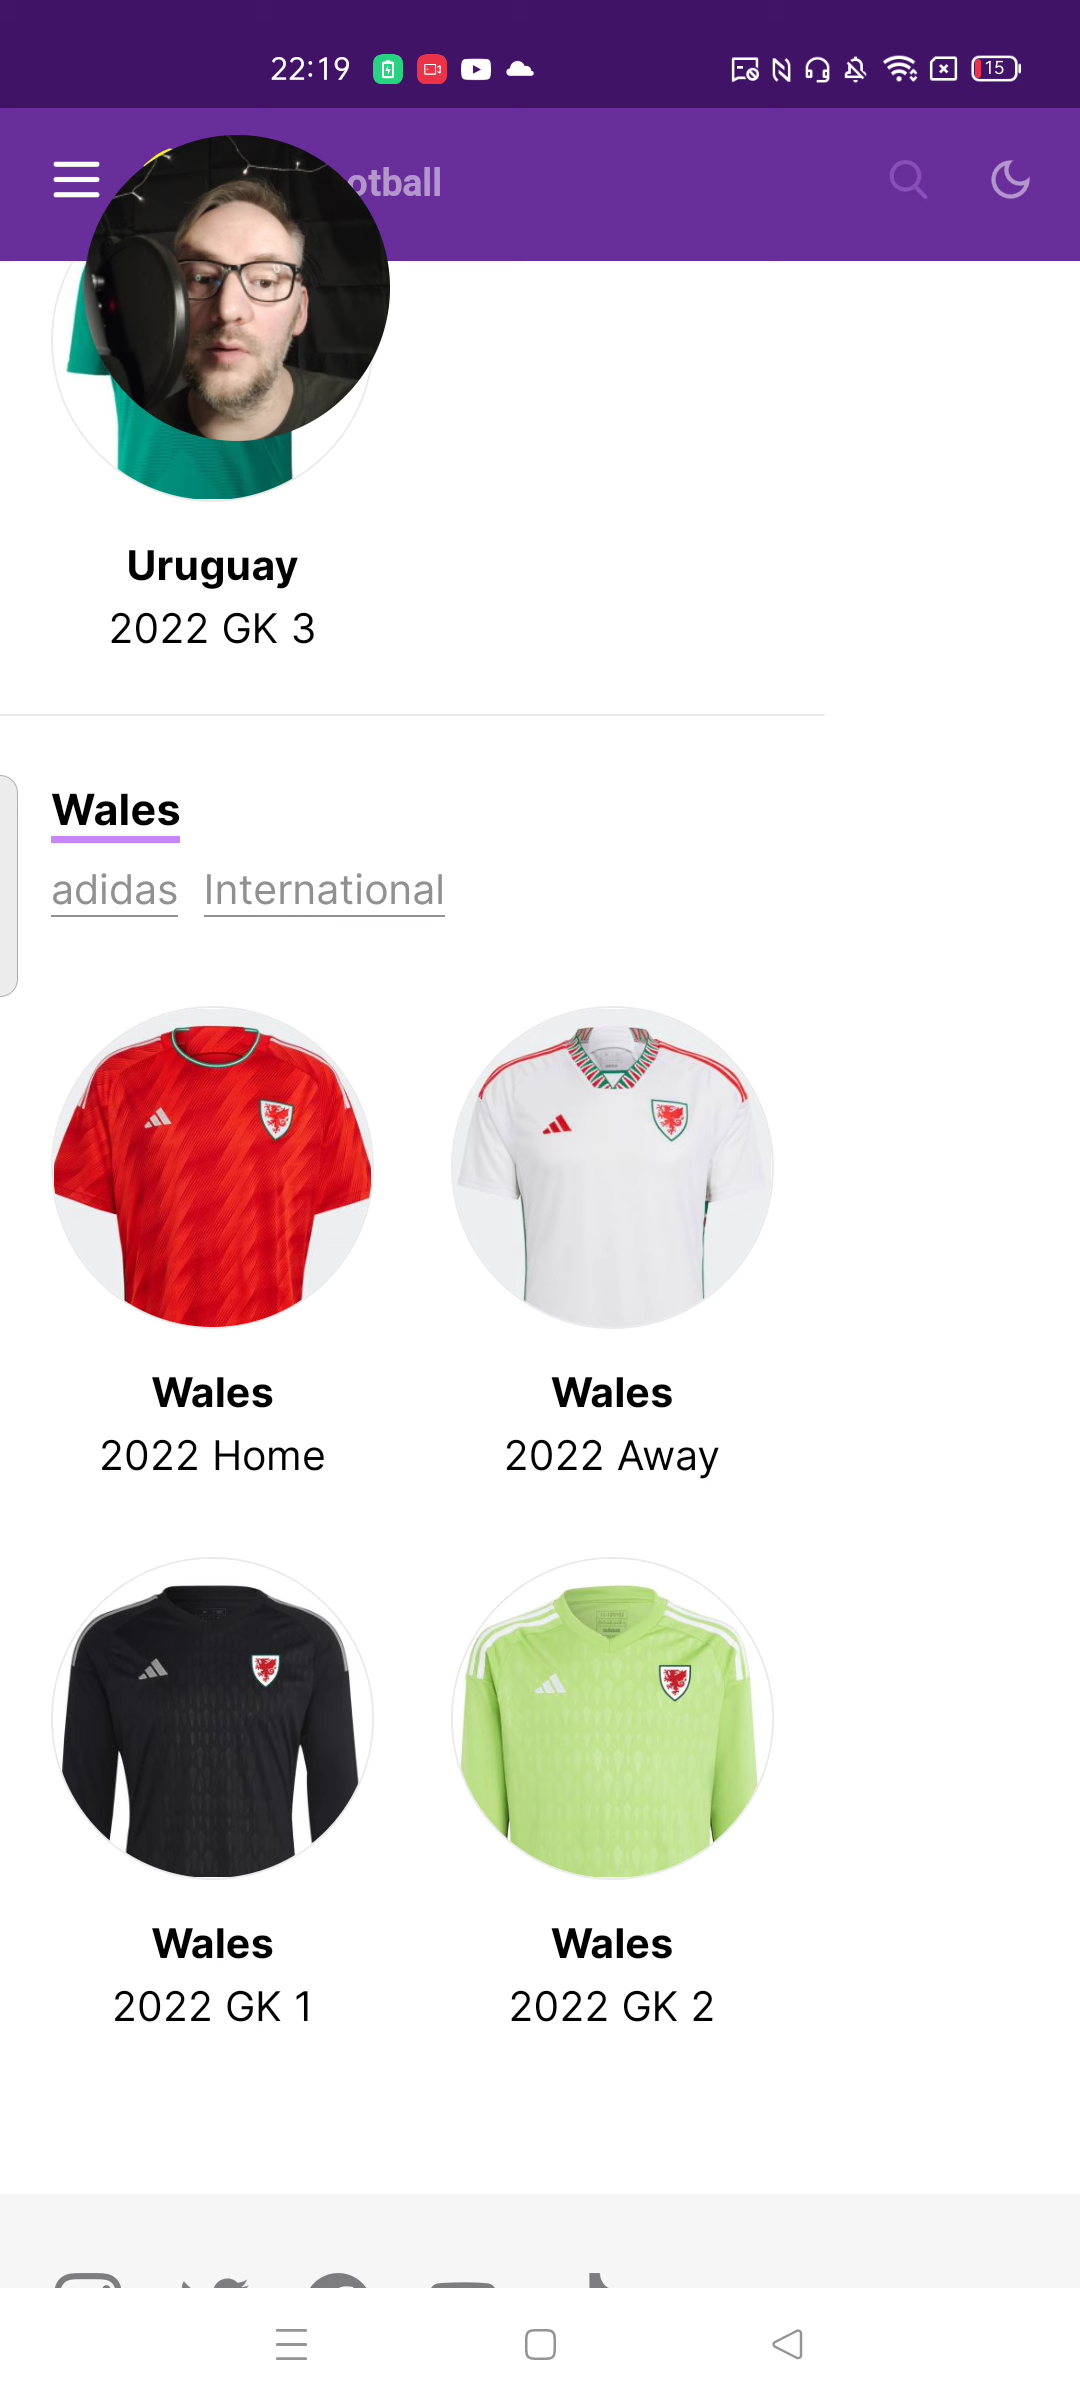 22:19
15
otball
Uruguay
2022 GK 3
Wales
adidas International
Wales Wales
2022 Home 2022 Away
Wales Wales
2022 GK 1 2022 GK 2